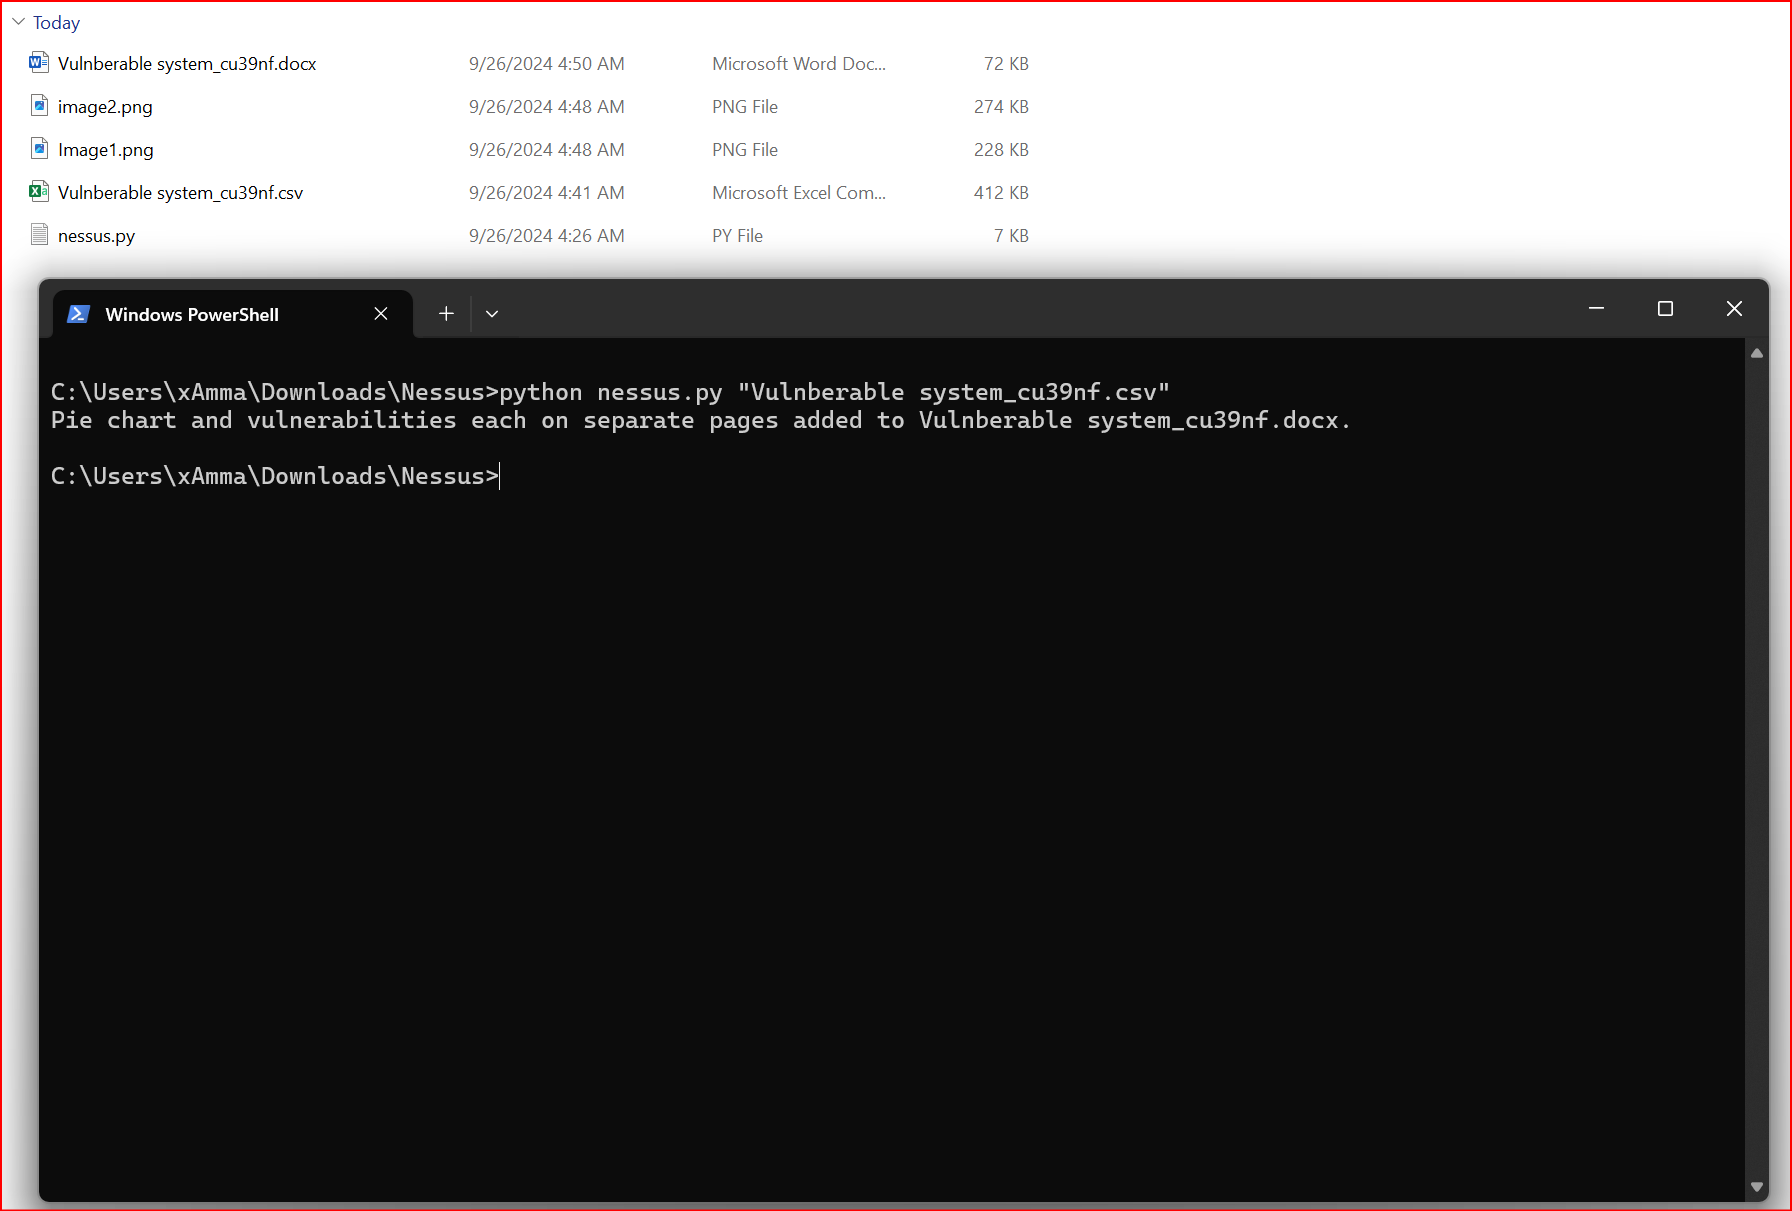 Today
Vulnberable system_cu39nf.docx 9/26/2024 4:50 AM Microsoft Word Doc... 72 KB
image2.png 9/26/2024 4:48 AM PNG File 274 KB
Image1.png 9/26/2024 4:48 AM PNG File 228 KB
Vulnberable system_cu39nf.csv 9/26/2024 4:41 AM Microsoft Excel Com... 412 KB
nessus.py 9/26/2024 4:26 AM PY File 7 KB
Windows PowerShell
C:\Users\xAmma\Downloads\Nessus>python nessus.py "Vulnberable system_cu39nf.csv"
Pie chart and vulnerabilities each on separate pages added to Vulnberable system_cu39nf.docx.
C:\Users\xAmma\Downloads\Nessus>